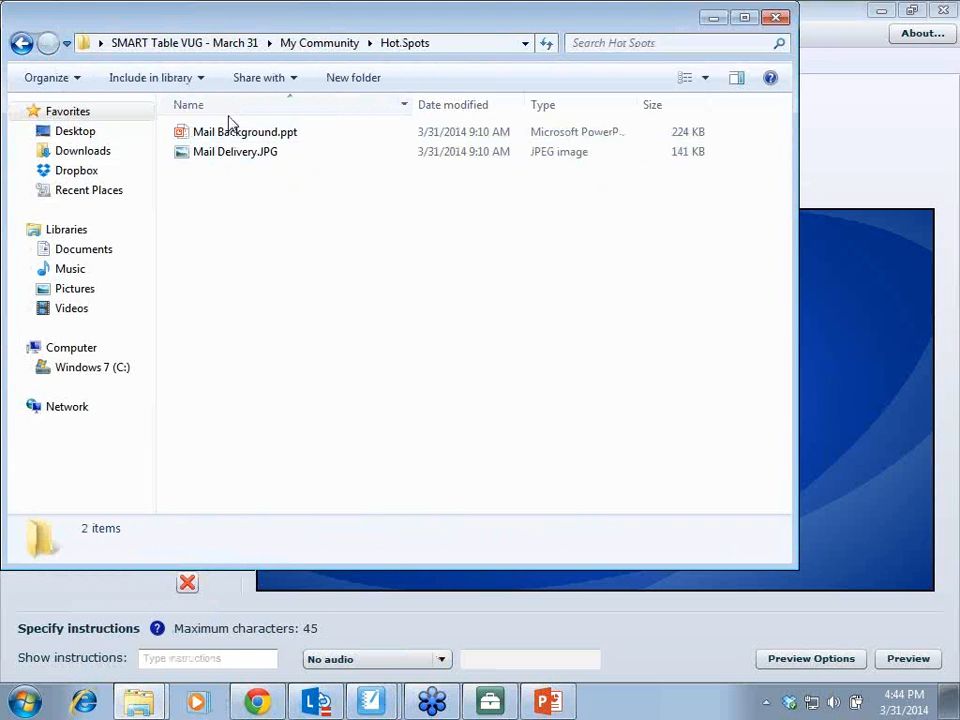 SMART Table VUG - March 31 My Community Hot Spots Search Hot Spots
About...
Organize Include in library Share with New folder
Favorites
Desktop
Downloads
Dropbox
Recent Places
Libraries
Documents
Music
Pictures
Videos
Computer
Windows 7 (C:)
Network
Name Date modified Type Size
Mail Background.ppt 3/31/2014 9:10 AM Microsoft PowerP... 224 KB
Mail Delivery.JPG 3/31/2014 9:10 AM JPEG image 141 KB
2 items
Specify instructions ? Maximum characters: 45
Show instructions: Type instructions No audio Preview Options Preview
4:44 PM
3/31/2014